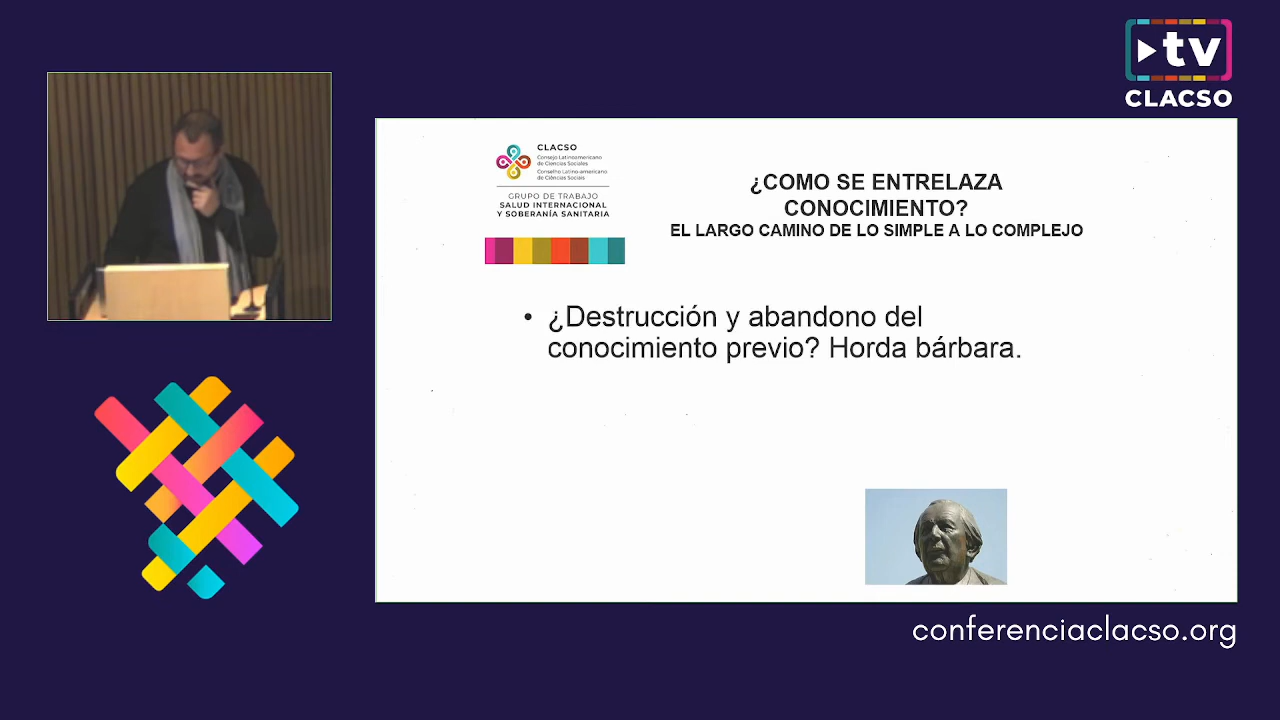 tv
CLACSO
CLACSO
Consejo Latinoamericano
de Ciencias Sociales
Conselho Latino-americano
de Ciências Sociais
GRUPO DE TRABAJO
SALUD INTERNACIONAL
Y SOBERANÍA SANITARIA
¿COMO SE ENTRELAZA
CONOCIMIENTO?
EL LARGO CAMINO DE LO SIMPLE A LO COMPLEJO
• ¿Destrucción y abandono del
conocimiento previo? Horda bárbara.
conferenciaclacso.org